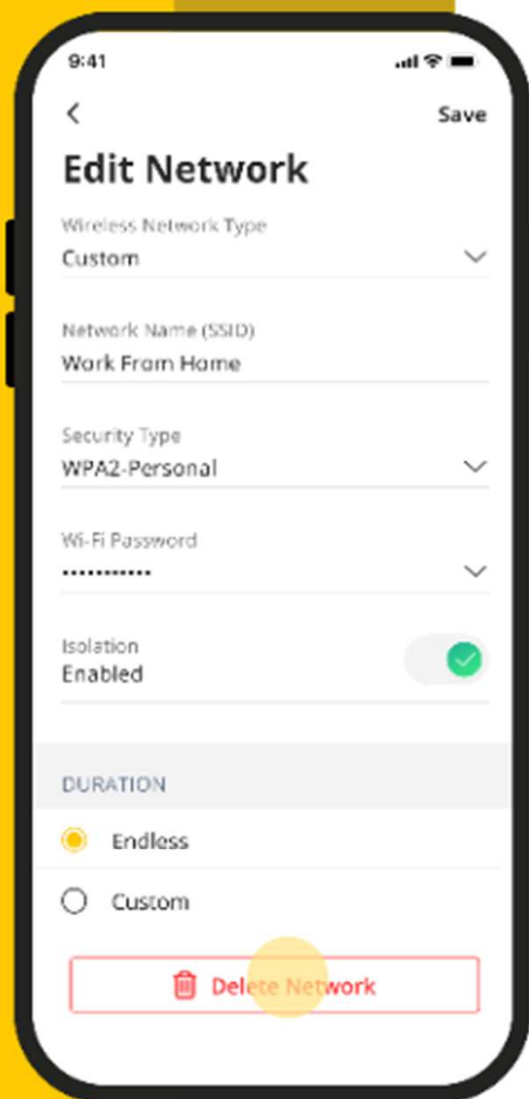 9:41
Save
Edit Network
Wireless Network Type
Custom
Network Name (SSID)
Work From Home
Security Type
WPA2-Personal
Wi-Fi Password
•••••••••••
Isolation
Enabled
DURATION
Endless
Custom
Delete Network